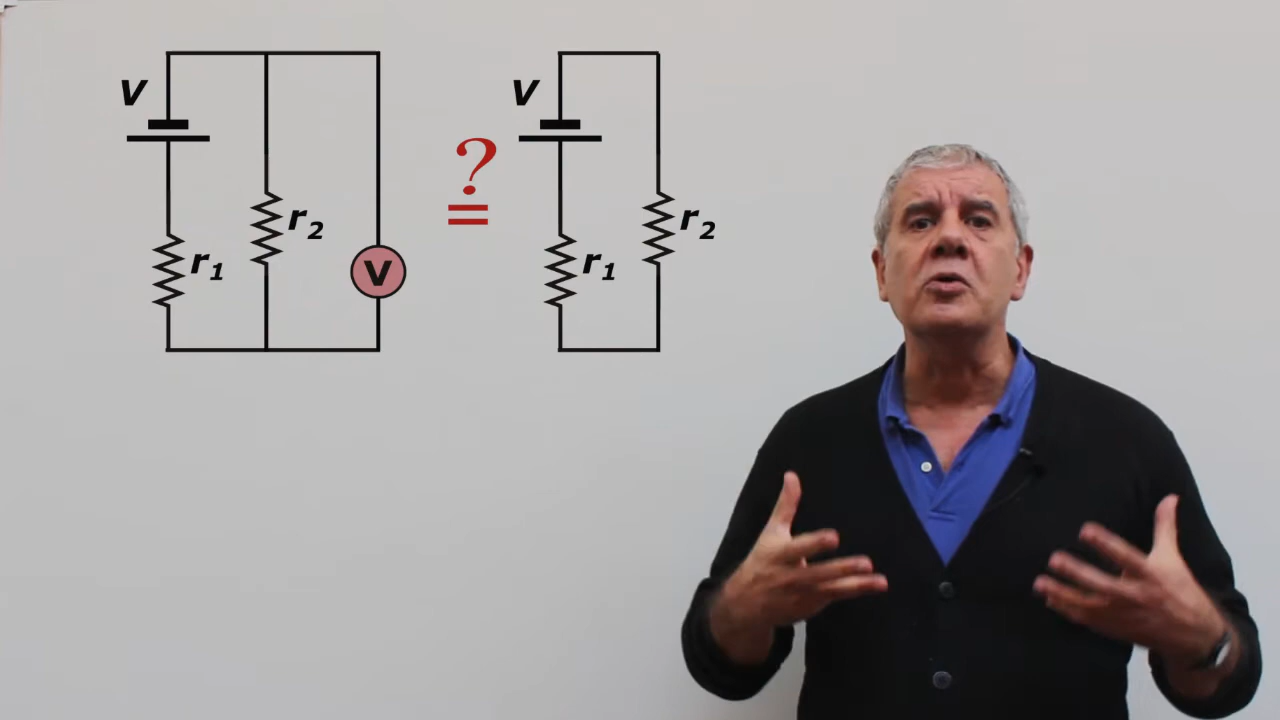 V
r₂
r₁
V
?
=
V
r₂
r₁